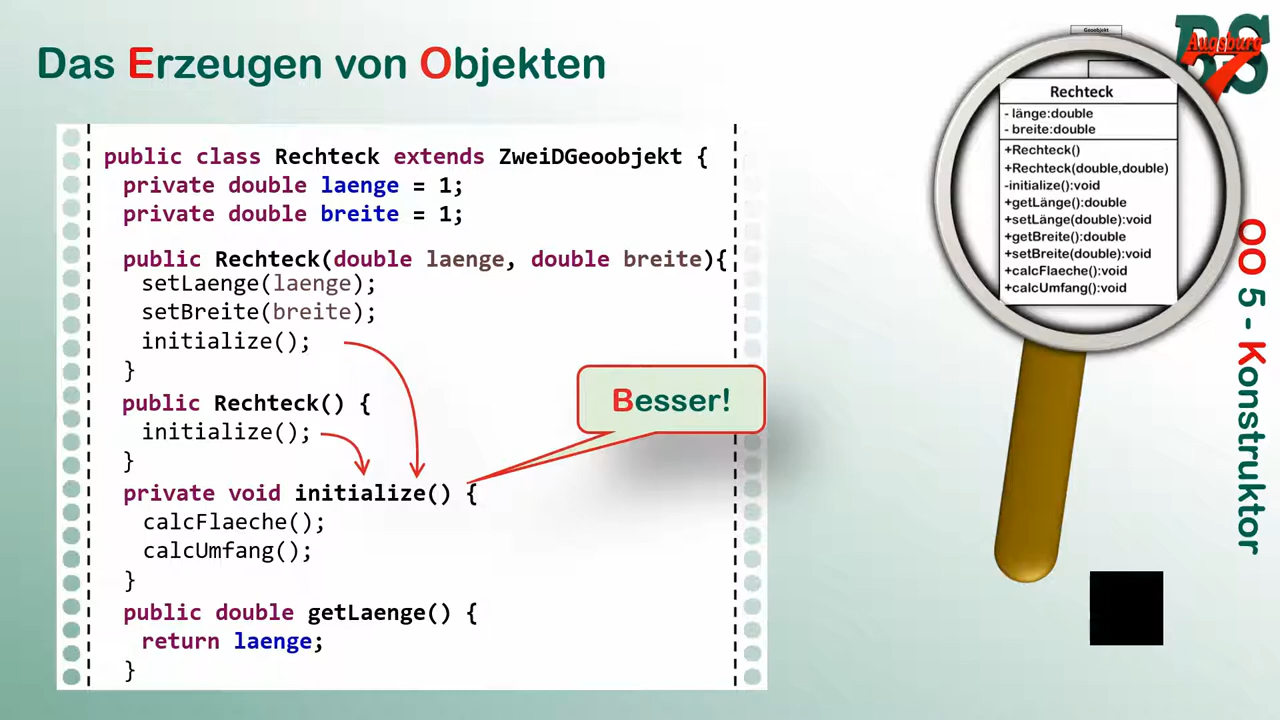 Das Erzeugen von Objekten
public class Rechteck extends ZweiDGeoobjekt {
private double laenge = 1;
private double breite = 1;
public Rechteck(double laenge, double breite){
setLaenge(laenge);
setBreite(breite);
initialize();
}
public Rechteck() {
initialize();
}
private void initialize() {
calcFlaeche();
calcUmfang();
}
public double getLaenge() {
return laenge;
}
Besser!
Geoobjekt
Rechteck
- länge:double
- breite:double
+Rechteck()
+Rechteck(double,double)
-initialize():void
+getLänge():double
+setLänge(double):void
+getBreite():double
+setBreite(double):void
+calcFlaeche():void
+calcUmfang():void
BS
Augsburg
7
OO 5 - Konstruktor